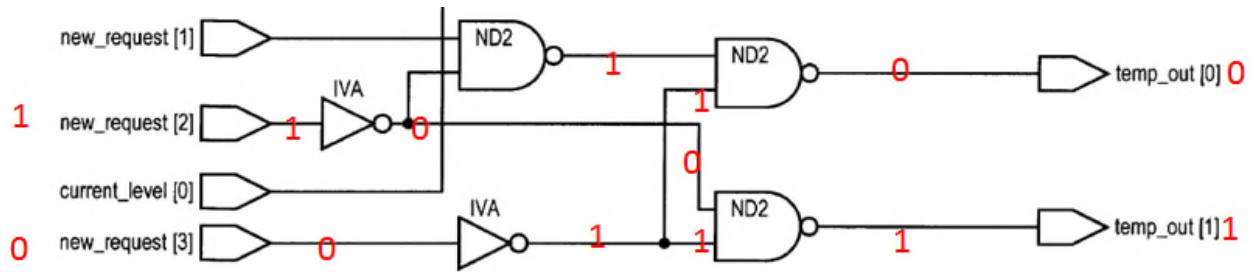 new_request [1]
ND2
1
ND2
0
temp_out [0] 0
IVA
1
1
new_request [2]
1
0
0
current_level [0]
IVA
ND2
0
new_request [3]
0
1
1
1
temp_out [1] 1